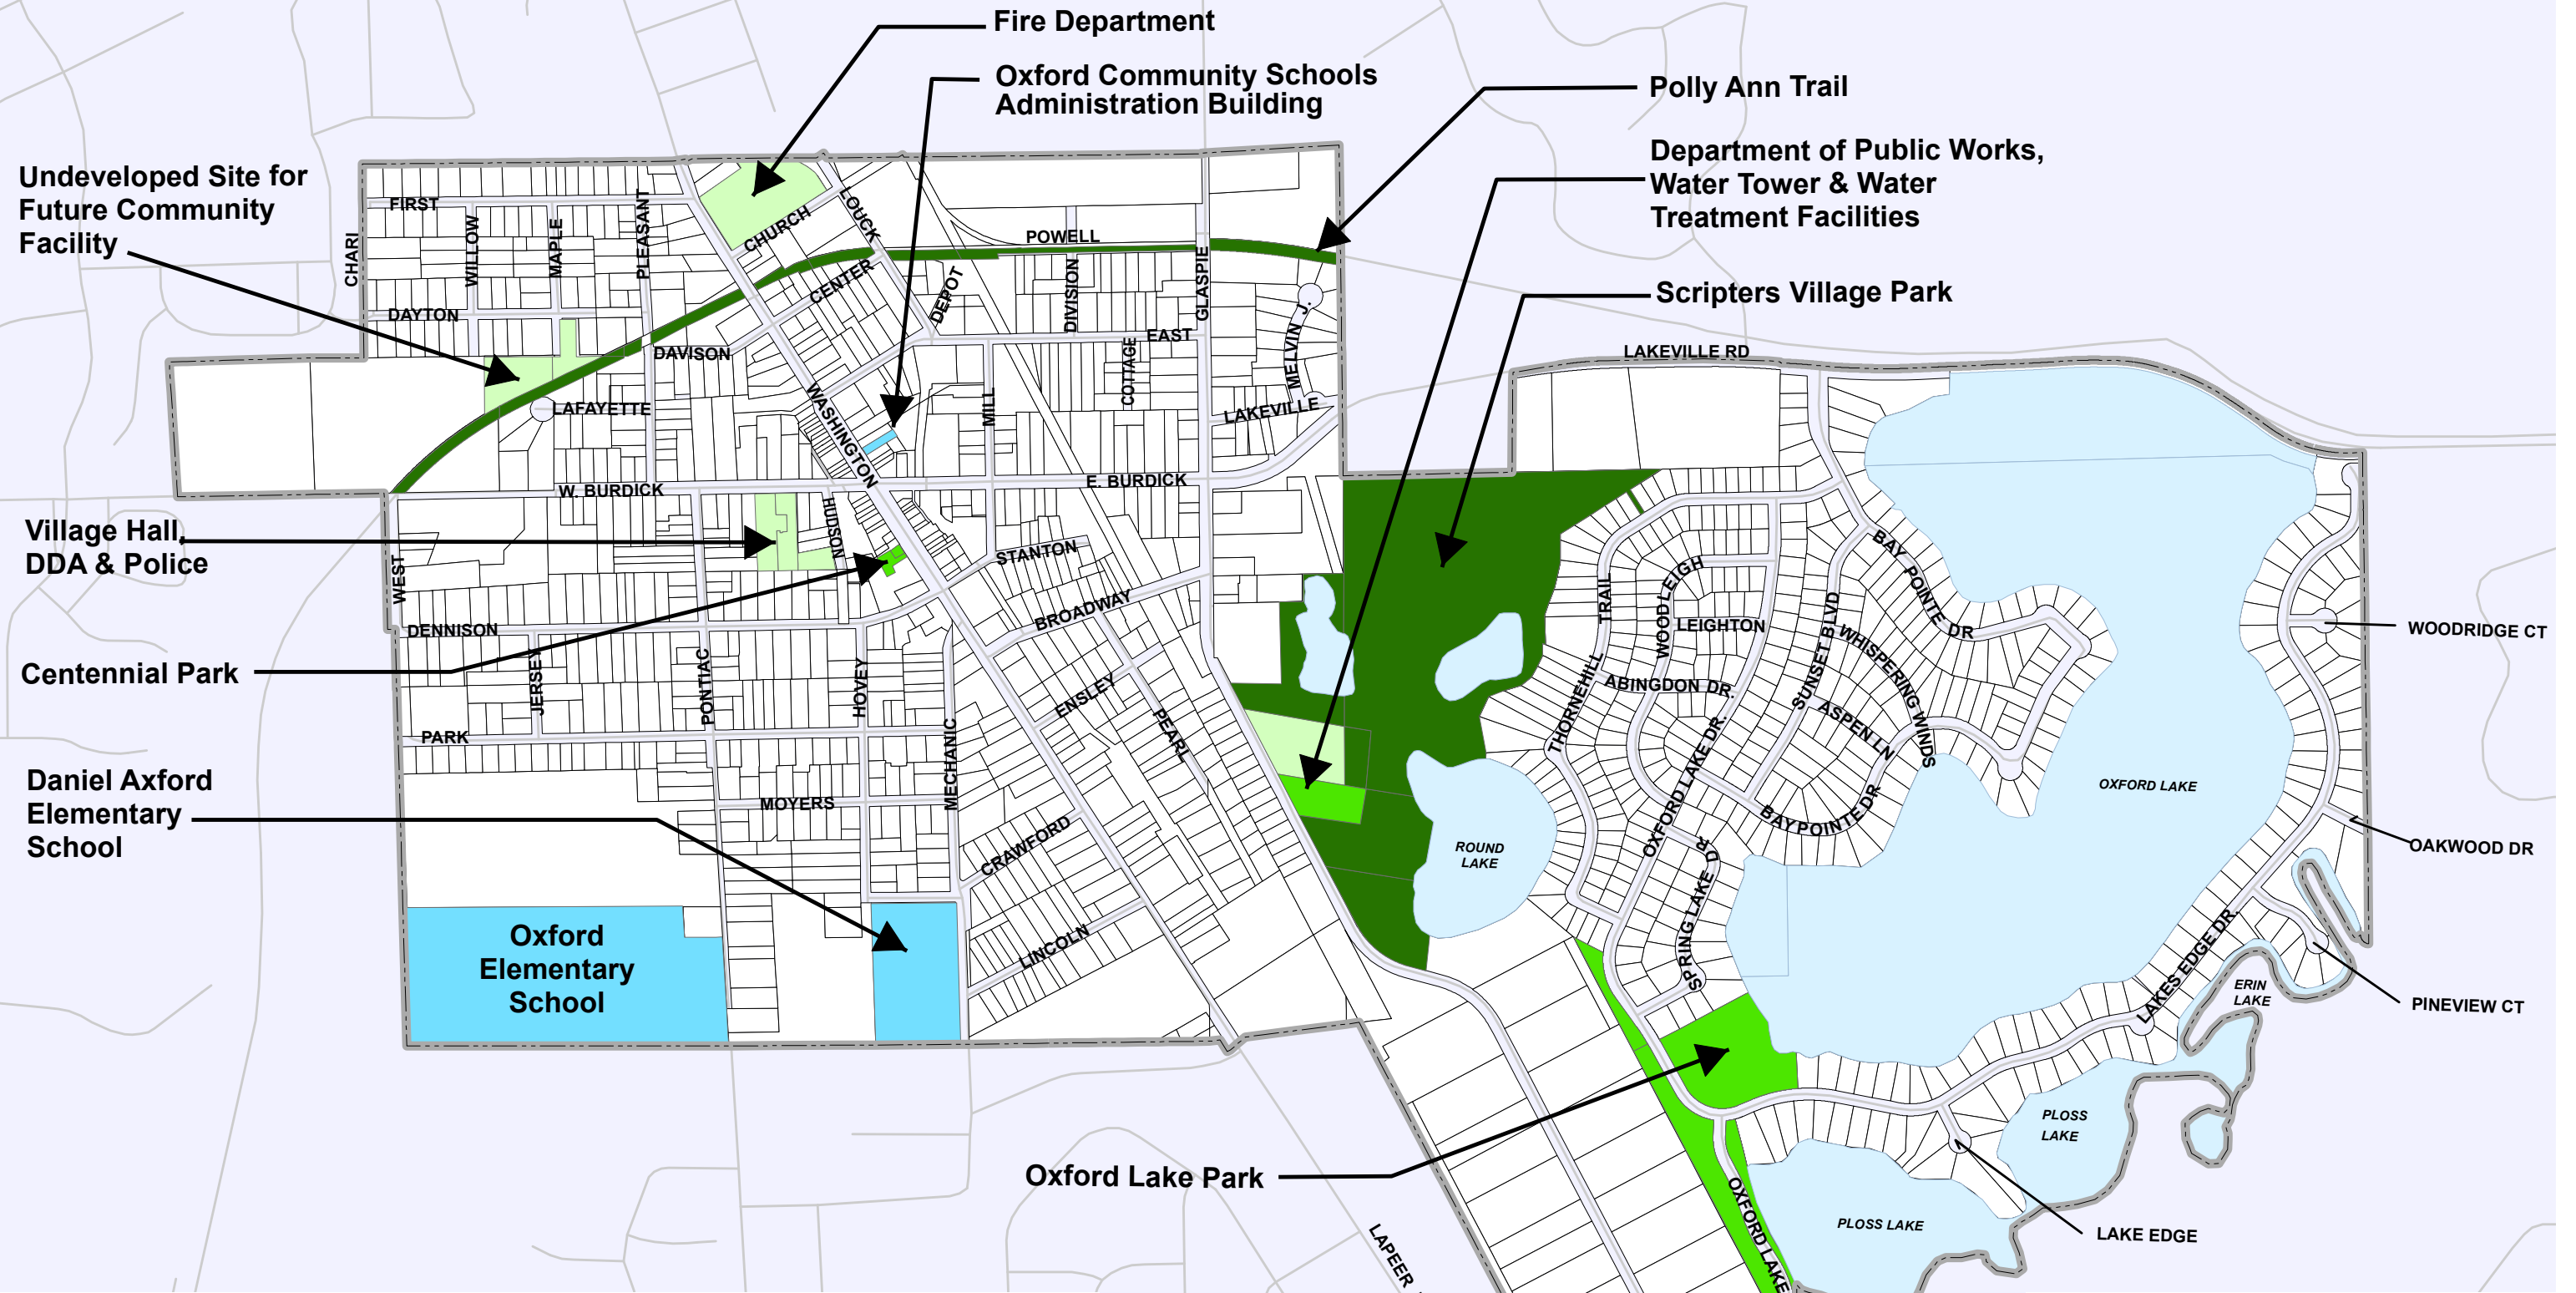 Fire Department
Oxford Community Schools
Administration Building
Polly Ann Trail
Department of Public Works,
Water Tower & Water
Treatment Facilities
Undeveloped Site for
Future Community
Facility
Scripters Village Park
Village Hall,
DDA & Police
Centennial Park
Daniel Axford
Elementary
School
Oxford
Elementary
School
Oxford Lake Park
FIRST
CHARI
WILLOW
MAPLE
PLEASANT
CHURCH
LOUCK
POWELL
CENTER
DEPOT
DIVISION
GLASPIE
DAYTON
DAVISON
EAST
MELVIN J.
COTTAGE
LAKEVILLE RD
LAFAYETTE
WASHINGTON
MILL
LAKEVILLE
W. BURDICK
E. BURDICK
HUDSON
WEST
STANTON
BROADWAY
DENNISON
JERSEY
PONTIAC
HOVEY
ENSLEY
PEARL
PARK
MECHANIC
MOYERS
CRAWFORD
LINCOLN
TRAIL
THORNEHILL
WOODLEIGH
LEIGHTON
ABINGDON DR.
SUNSET BLVD
BAY POINTE DR
WHISPERING WINDS
ASPEN LN
OXFORD LAKE DR.
BAYPOINTE DR
SPRING LAKE DR
OXFORD LAKE
ROUND
LAKE
WOODRIDGE CT
OAKWOOD DR
LAKES EDGE DR.
ERIN
LAKE
PINEVIEW CT
PLOSS
LAKE
PLOSS LAKE
LAKE EDGE
OXFORD LAKE
LAPEER